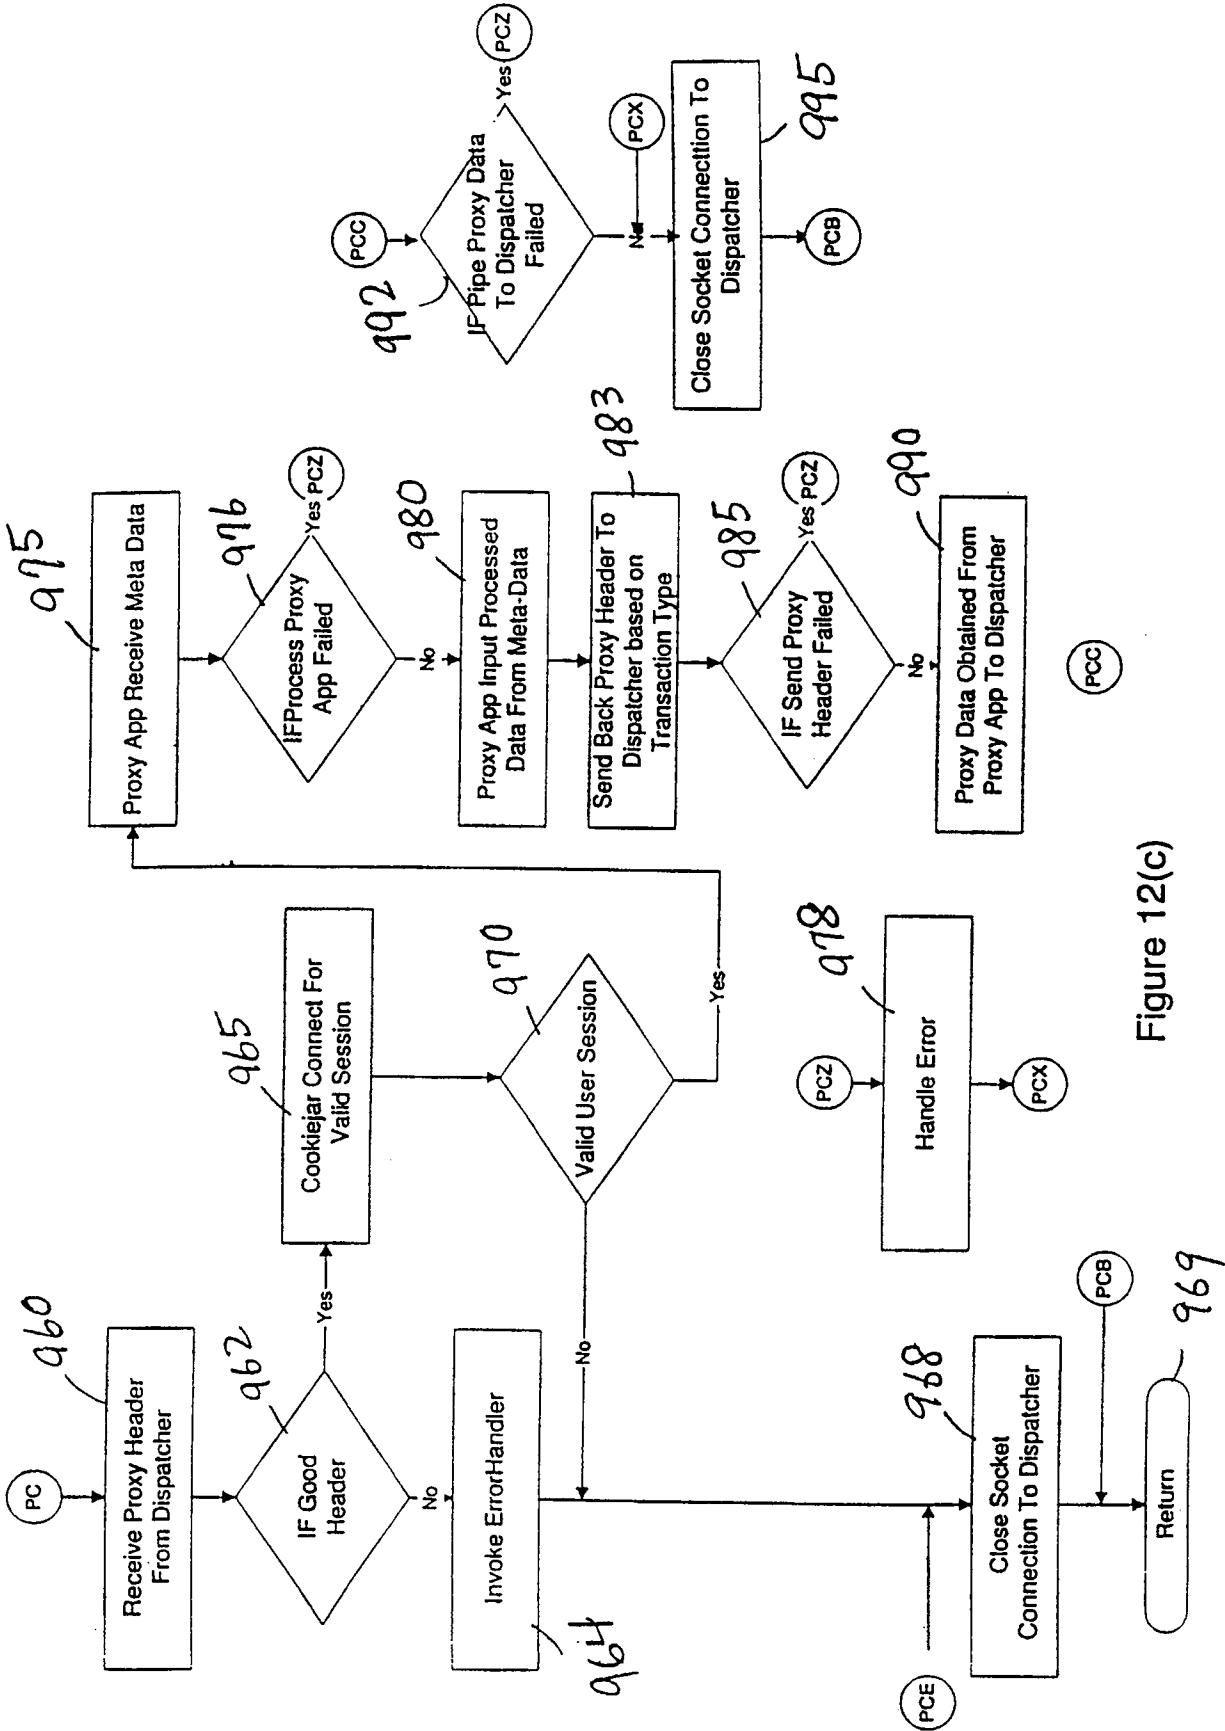 PC
960
Receive Proxy Header
From Dispatcher
962
IF Good
Header
Yes
No
Invoke ErrorHandler
964
965
Cookiejar Connect For
Valid Session
970
Valid User Session
No
Yes
PCE
968
Close Socket
Connection To Dispatcher
PCB
969
Return
PCZ
978
Handle Error
PCX
975
Proxy App Receive Meta Data
976
IFProcess Proxy
App Failed
Yes
PCZ
No
980
Proxy App Input Processed
Data From Meta-Data
983
Send Back Proxy Header To
Dispatcher based on
Transaction Type
985
IF Send Proxy
Header Failed
Yes
PCZ
No
990
Proxy Data Obtained From
Proxy App To Dispatcher
PCC
PCC
992
IF Pipe Proxy Data
To Dispatcher
Failed
Yes
PCZ
No
PCX
995
Close Socket Connecttion To
Dispatcher
PCB
Figure 12(c)